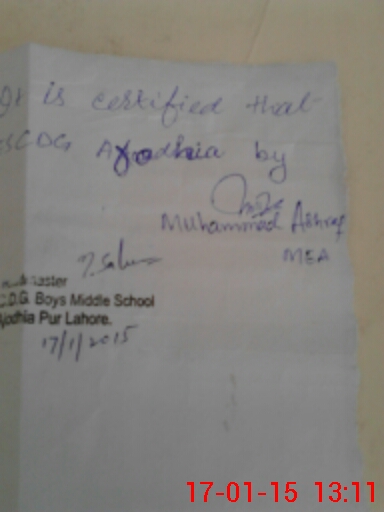 It is certified that
CDG Ayodhia by
Muhammad Ashraf
MEA
master
C.D.G. Boys Middle School
Ajodhia Pur Lahore.
17/1/2015
17-01-15 13:11